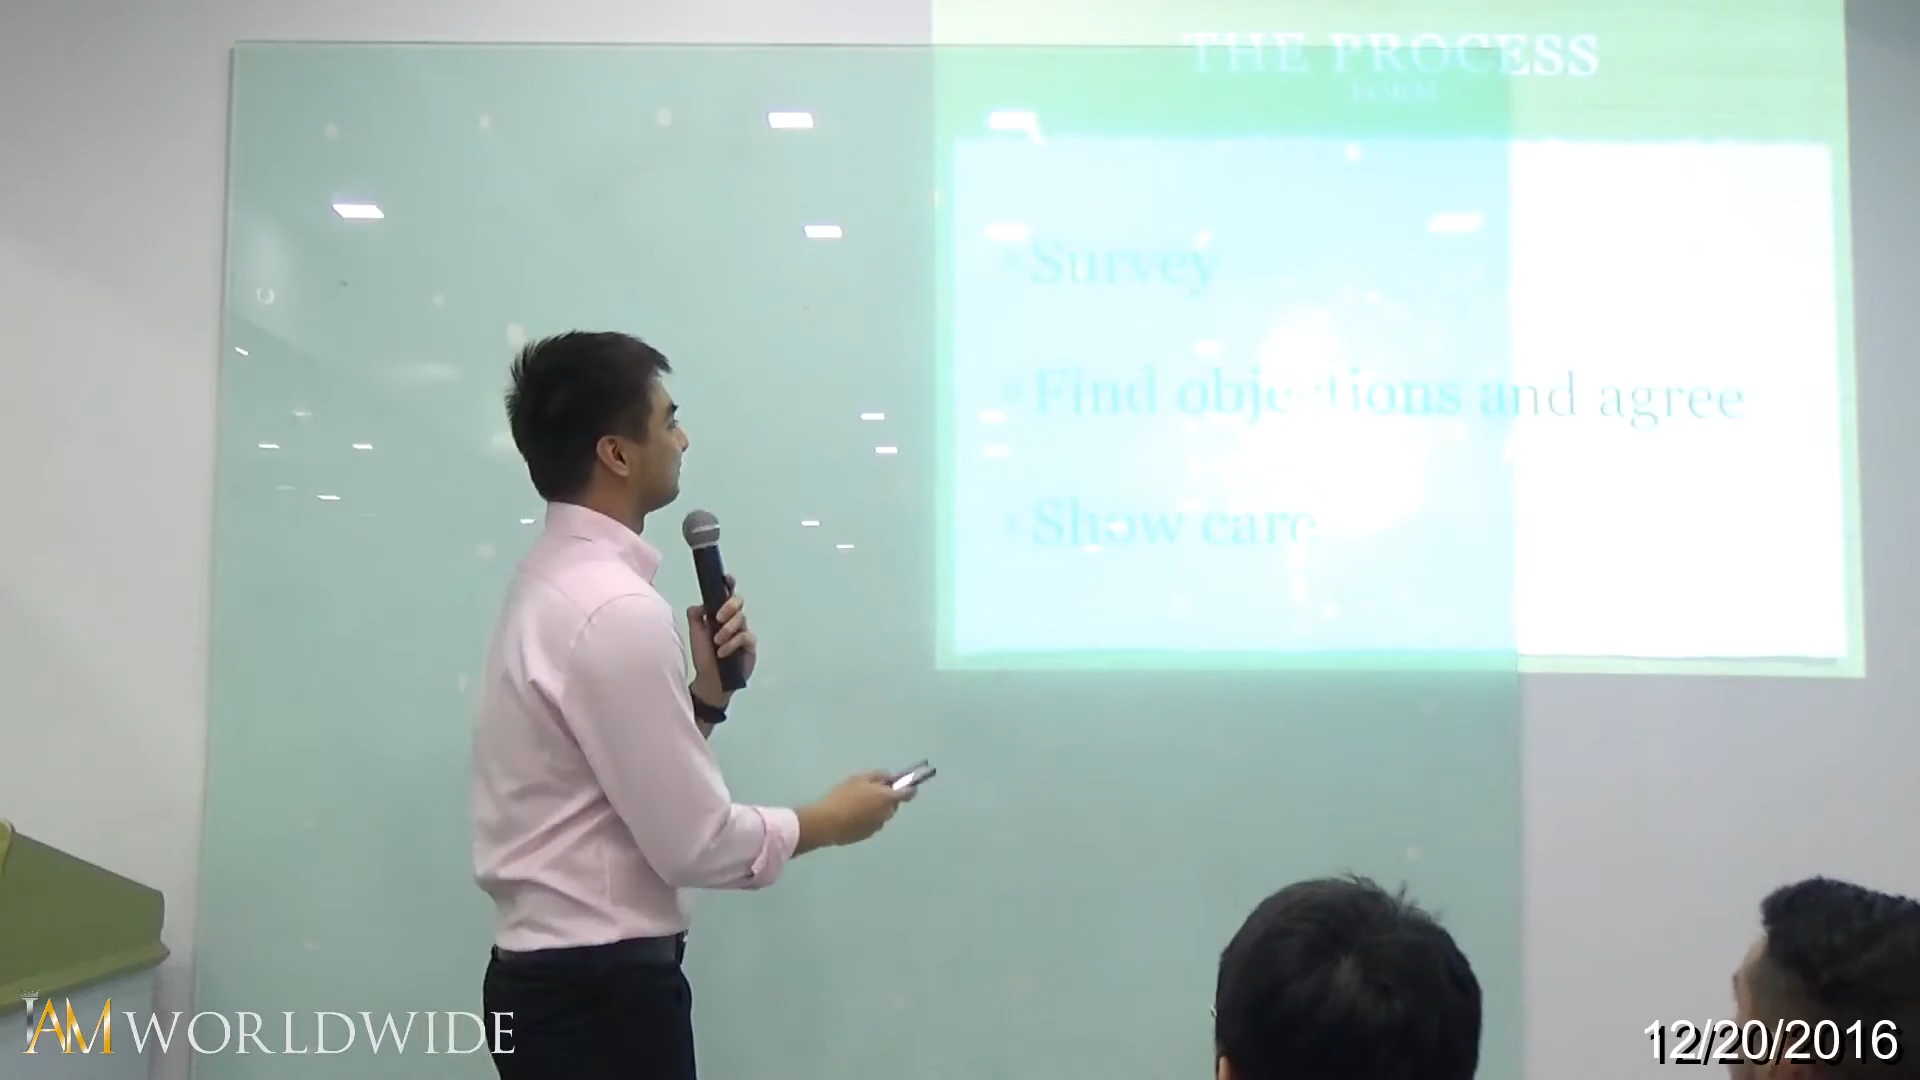 THE PROCESS
•Survey
•Find objections and agree
•Show care
IAM WORLDWIDE
12/20/2016